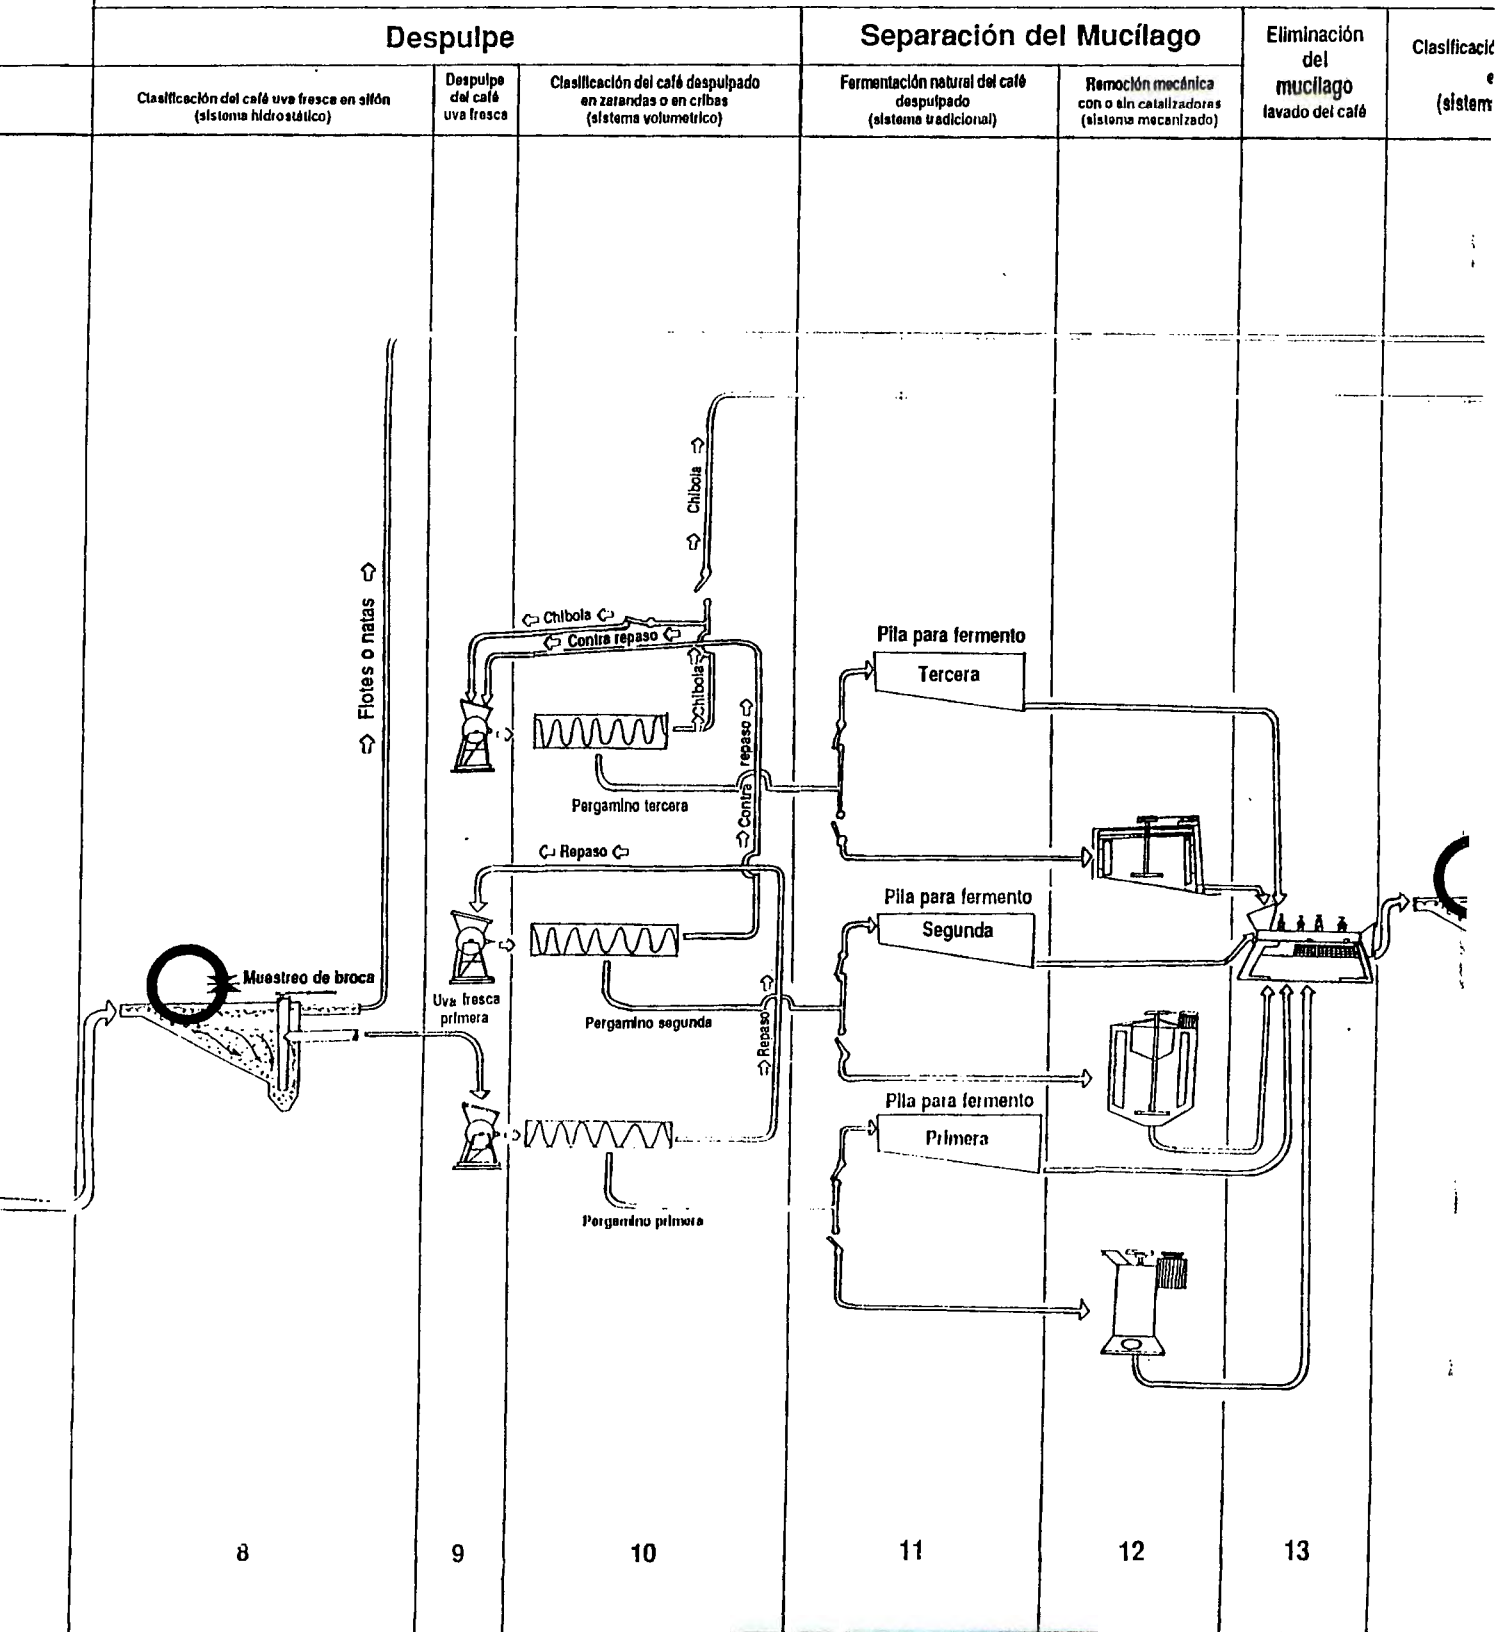 Despulpe
Separación del Mucílago
Eliminación
del
mucílago
lavado del café
Clasificación del café uva fresca en sifón
(sistema hidrostático)
Despulpe
del café
uva fresca
Clasificación del café despulpado
en zarandas o en cribas
(sistema volumetrico)
Fermentación natural del café
despulpado
(sistema tradicional)
Remoción mecánica
con o sin catalizadores
(sistema mecanizado)
Chibola
Flotes o natas
Chibola
Contra repaso
Chibola
Pila para fermento
Tercera
Contra repaso
Pergamino tercera
Repaso
Pila para fermento
Segunda
Muestreo de broca
Uva fresca
primera
Pergamino segunda
Repaso
Pila para fermento
Primera
Pergamino primera
8
9
10
11
12
13